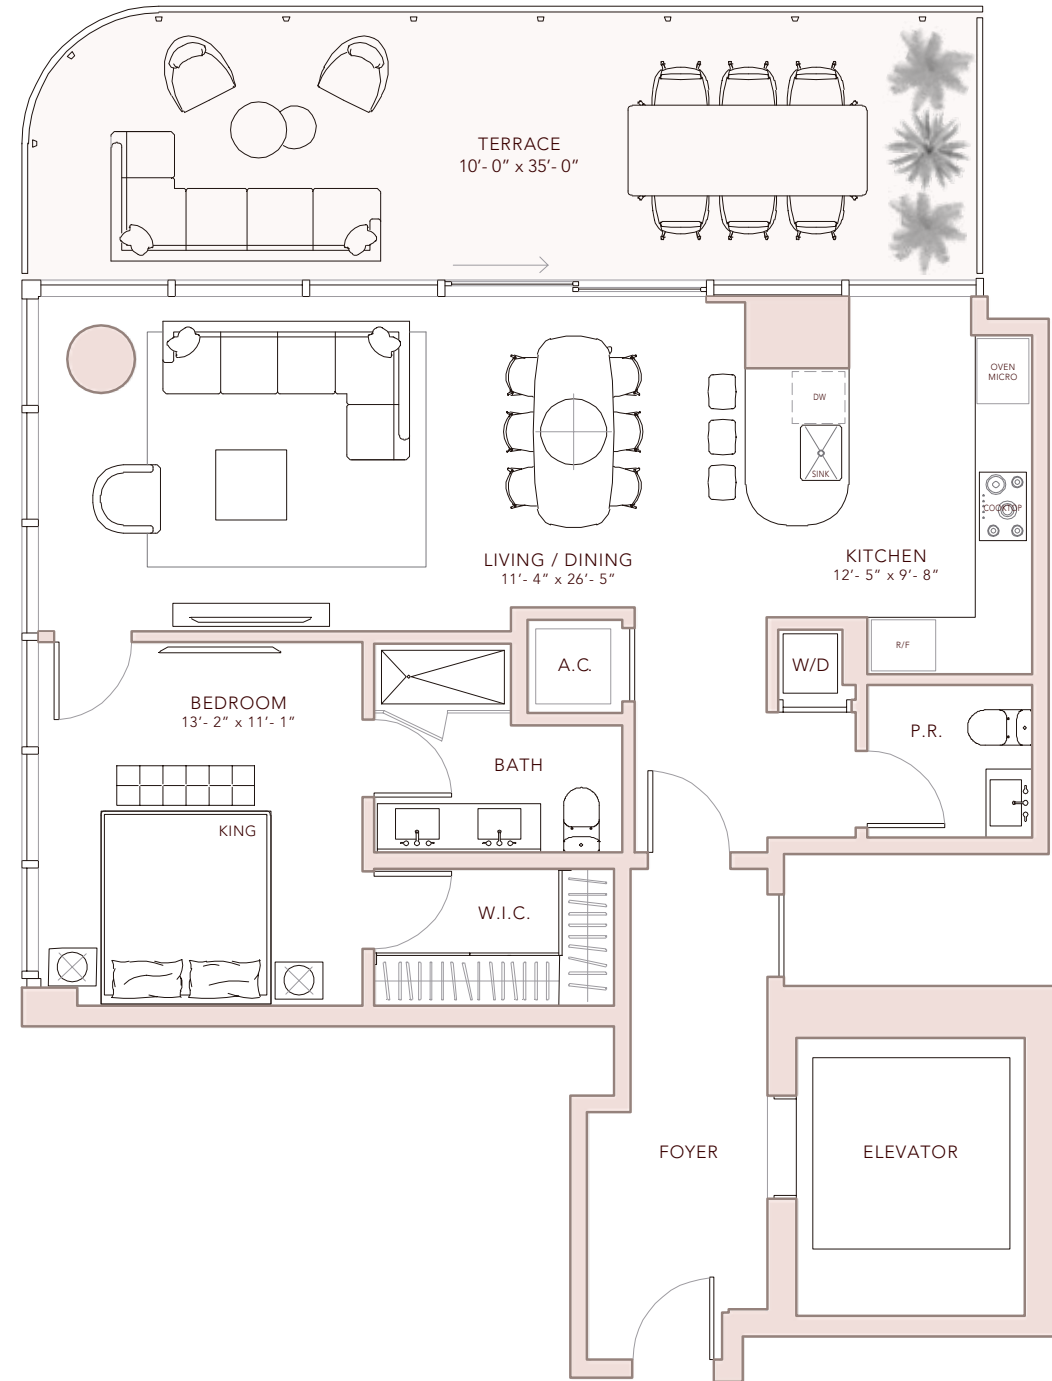 TERRACE
10'- 0" x 35'- 0"
OVEN
MICRO
DW
SINK
COOKTOP
LIVING / DINING
11'- 4" x 26'- 5"
KITCHEN
12'- 5" x 9'- 8"
R/F
A.C.
W/D
BEDROOM
13'- 2" x 11'- 1"
P.R.
BATH
KING
W.I.C.
FOYER
ELEVATOR